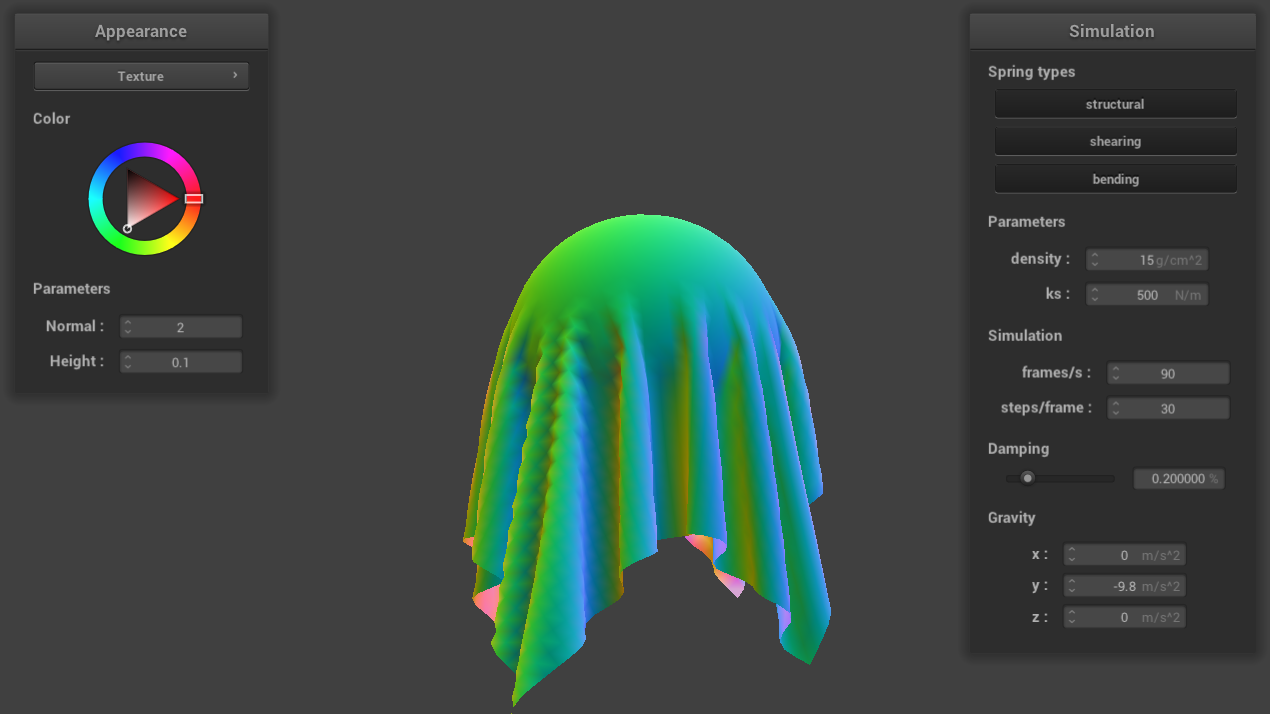 Appearance
Texture
Color
Parameters
Normal : 2
Height : 0.1
Simulation
Spring types
structural
shearing
bending
Parameters
density : 15 g/cm^2
ks : 500 N/m
Simulation
frames/s : 90
steps/frame : 30
Damping
0.200000 %
Gravity
x : 0 m/s^2
y : -9.8 m/s^2
z : 0 m/s^2